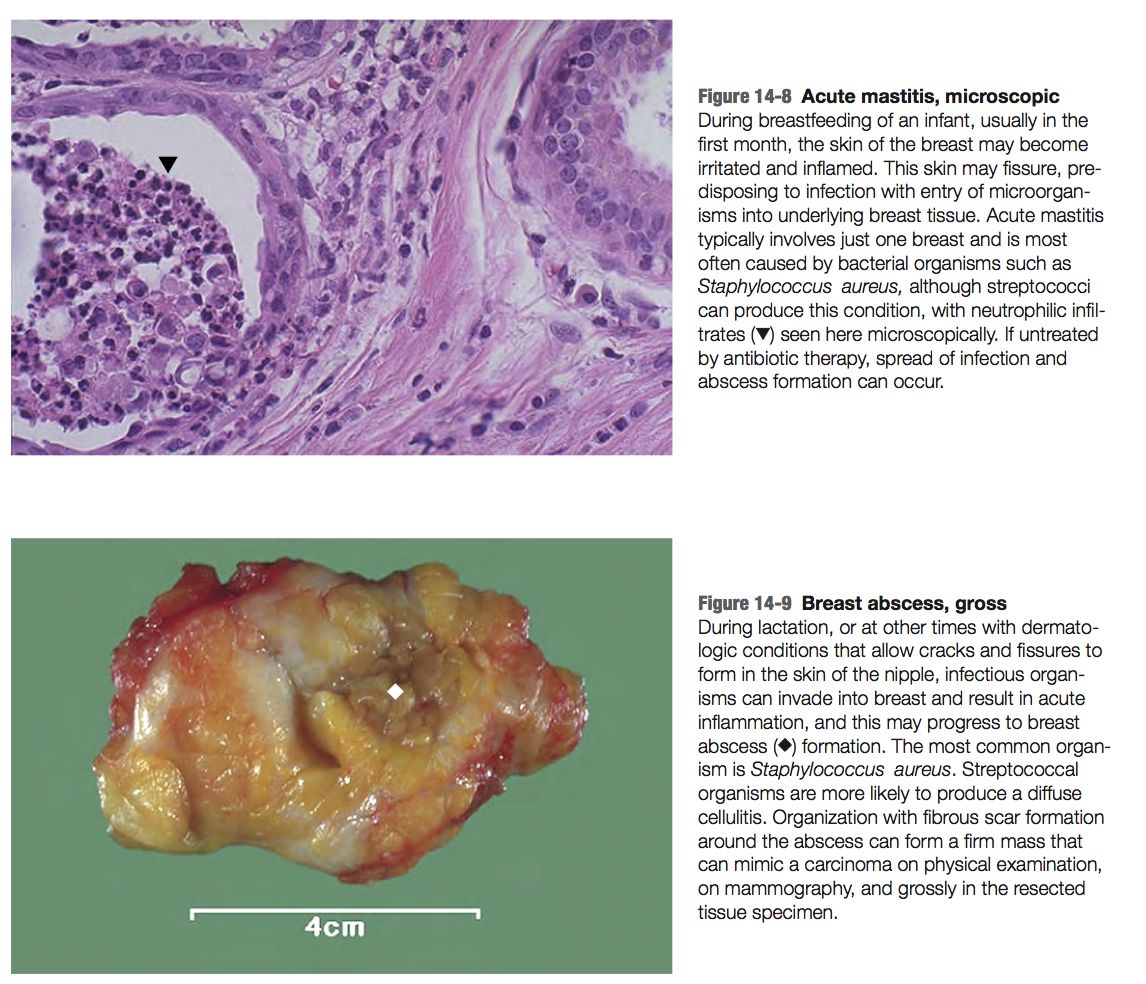 Figure 14-8 Acute mastitis, microscopic
During breastfeeding of an infant, usually in the
first month, the skin of the breast may become
irritated and inflamed. This skin may fissure, pre-
disposing to infection with entry of microorgan-
isms into underlying breast tissue. Acute mastitis
typically involves just one breast and is most
often caused by bacterial organisms such as
Staphylococcus aureus, although streptococci
can produce this condition, with neutrophilic infil-
trates (▼) seen here microscopically. If untreated
by antibiotic therapy, spread of infection and
abscess formation can occur.
4cm
Figure 14-9 Breast abscess, gross
During lactation, or at other times with dermato-
logic conditions that allow cracks and fissures to
form in the skin of the nipple, infectious organ-
isms can invade into breast and result in acute
inflammation, and this may progress to breast
abscess (◆) formation. The most common organ-
ism is Staphylococcus aureus. Streptococcal
organisms are more likely to produce a diffuse
cellulitis. Organization with fibrous scar formation
around the abscess can form a firm mass that
can mimic a carcinoma on physical examination,
on mammography, and grossly in the resected
tissue specimen.